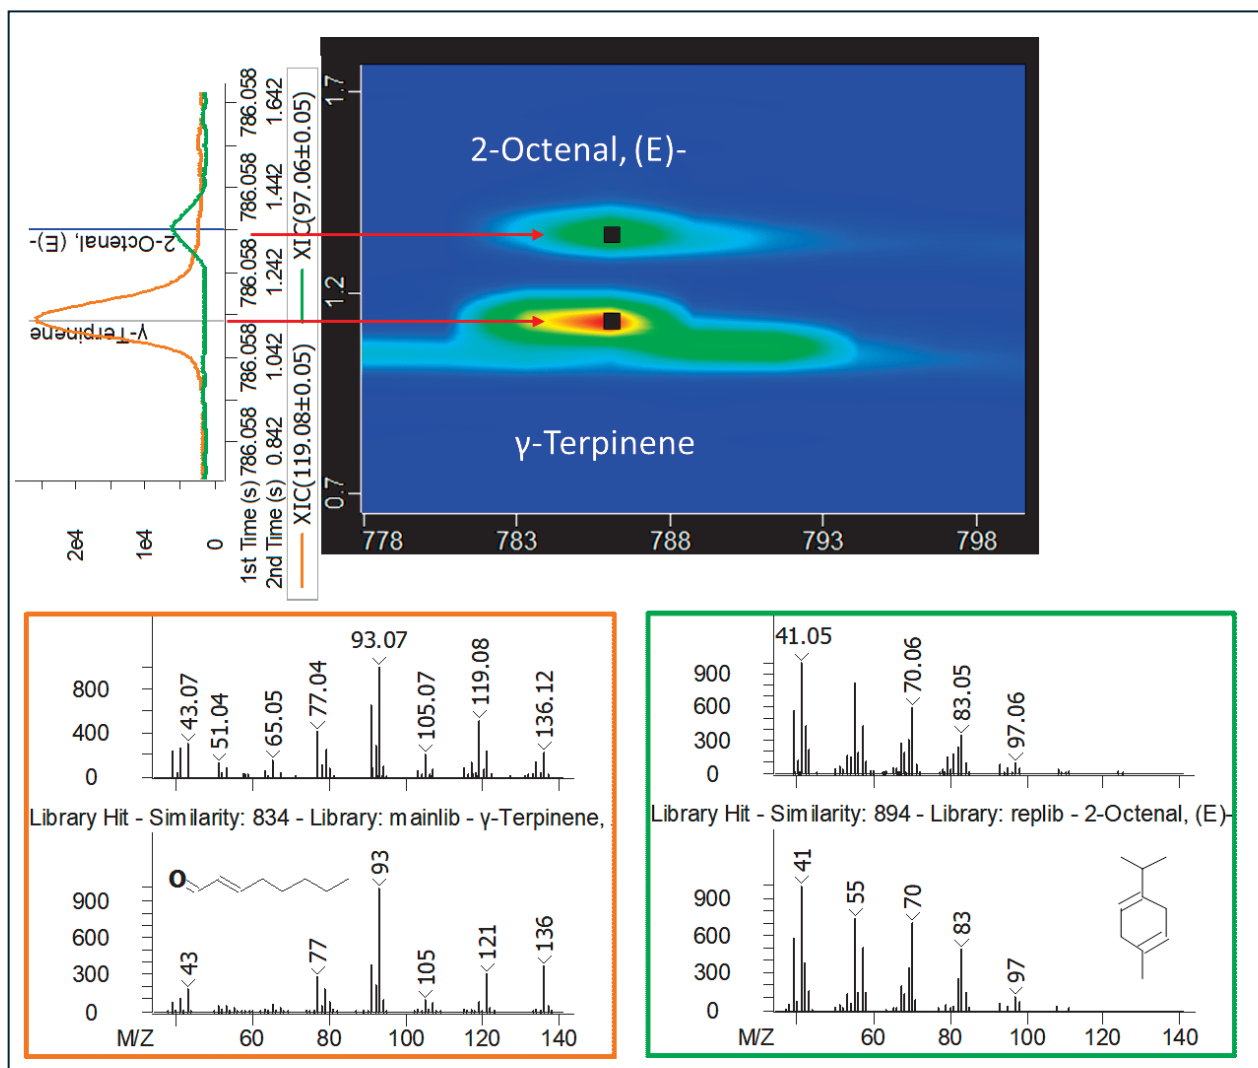 786.058 1.642
786.058 1.442
786.058 1.242
786.058 1.042
786.058 0.842
1st Time (s)
2nd Time (s)
XIC(97.06±0.05)
XIC(119.08±0.05)
2-Octenal, (E)-
γ-Terpinene
2e4 1e4 0
1.7
1.2
0.7
2-Octenal, (E)-
γ-Terpinene
778 783 788 793 798
800
400
0
43.07 51.04 65.05 77.04 93.07 105.07 119.08 136.12
Library Hit - Similarity: 834 - Library: mainlib - γ-Terpinene,
900
600
300
0
O
43 77 93 105 121 136
M/Z 60 80 100 120 140
900
600
300
0
41.05 70.06 83.05 97.06
Library Hit - Similarity: 894 - Library: replib - 2-Octenal, (E)-
900
600
300
0
41 55 70 83 97
M/Z 60 80 100 120 140